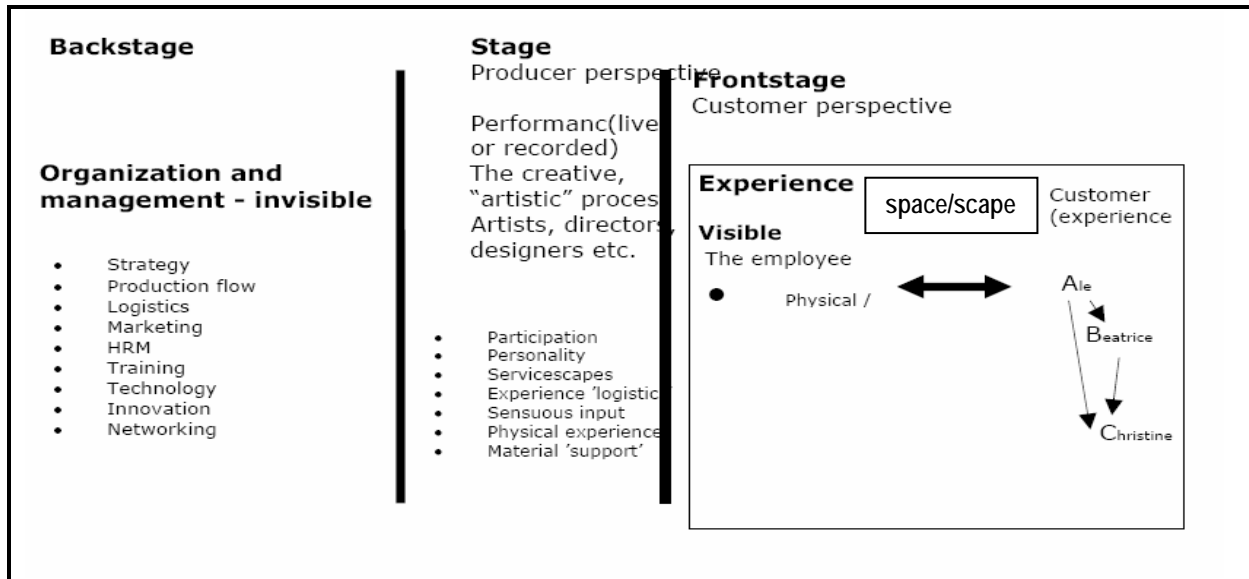 Backstage
Organization and
management - invisible
• Strategy
• Production flow
• Logistics
• Marketing
• HRM
• Training
• Technology
• Innovation
• Networking
Stage
Producer perspective
Performanc(live
or recorded)
The creative,
“artistic” proces
Artists, directors,
designers etc.
• Participation
• Personality
• Servicescapes
• Experience ’logistic
• Sensuous input
• Physical experience
• Material ’support’
Frontstage
Customer perspective
Experience
space/scape
Customer
(experience
Visible
The employee
• Physical /
Ale
Beatrice
Christine